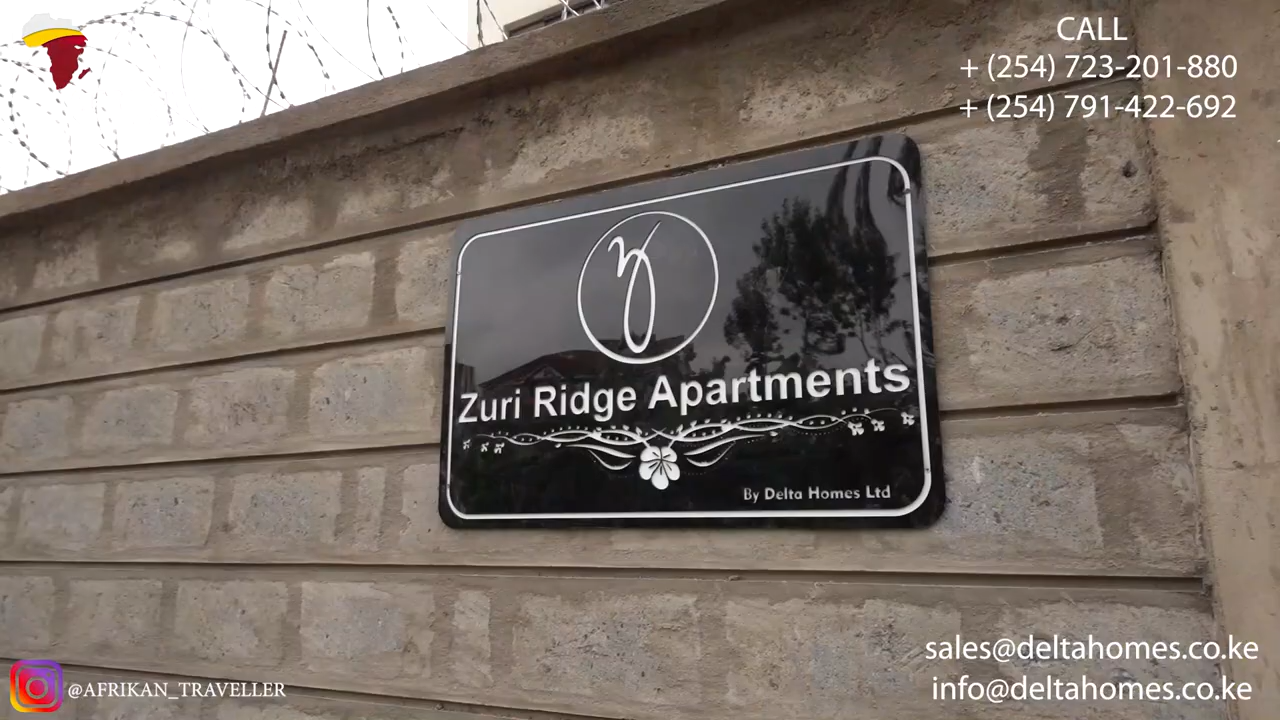 CALL
+ (254) 723-201-880
+ (254) 791-422-692
Zuri Ridge Apartments
By Delta Homes Ltd
sales@deltahomes.co.ke
info@deltahomes.co.ke
@AFRIKAN_TRAVELLER